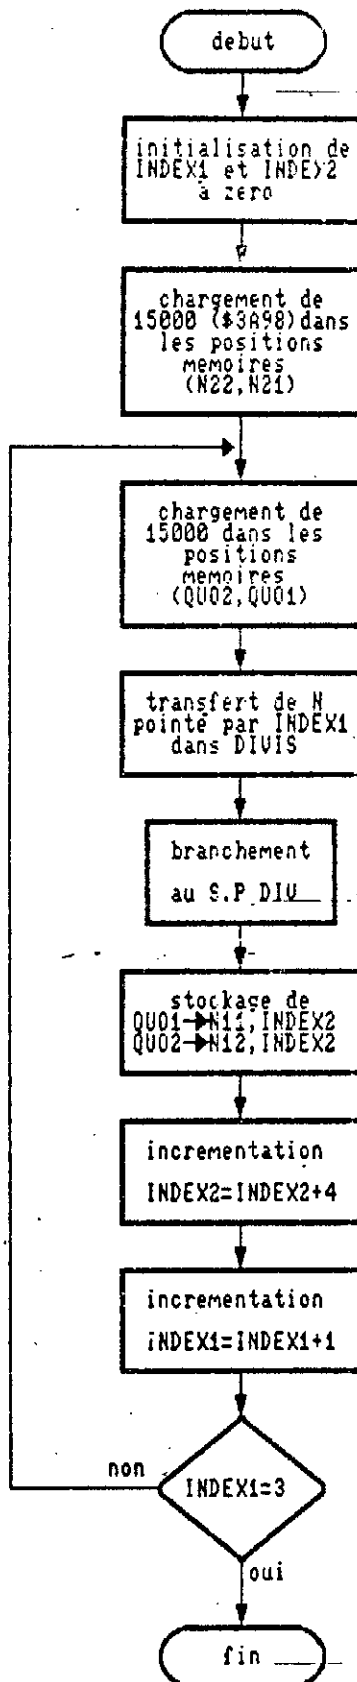 debut
initialisation de
INDEX1 et INDEX2
à zero
chargement de
15000 ($3A98)dans
les positions
memoires
(N22,N21)
chargement de
15000 dans les
positions
memoires
(QUO2,QUO1)
transfert de N
pointé par INDEX1
dans DIVIS
branchement
au S.P DIV
stockage de
QUO1→N11,INDEX2
QUO2→N12,INDEX2
incrementation
INDEX2=INDEX2+4
incrementation
INDEX1=INDEX1+1
non
INDEX1=3
oui
fin